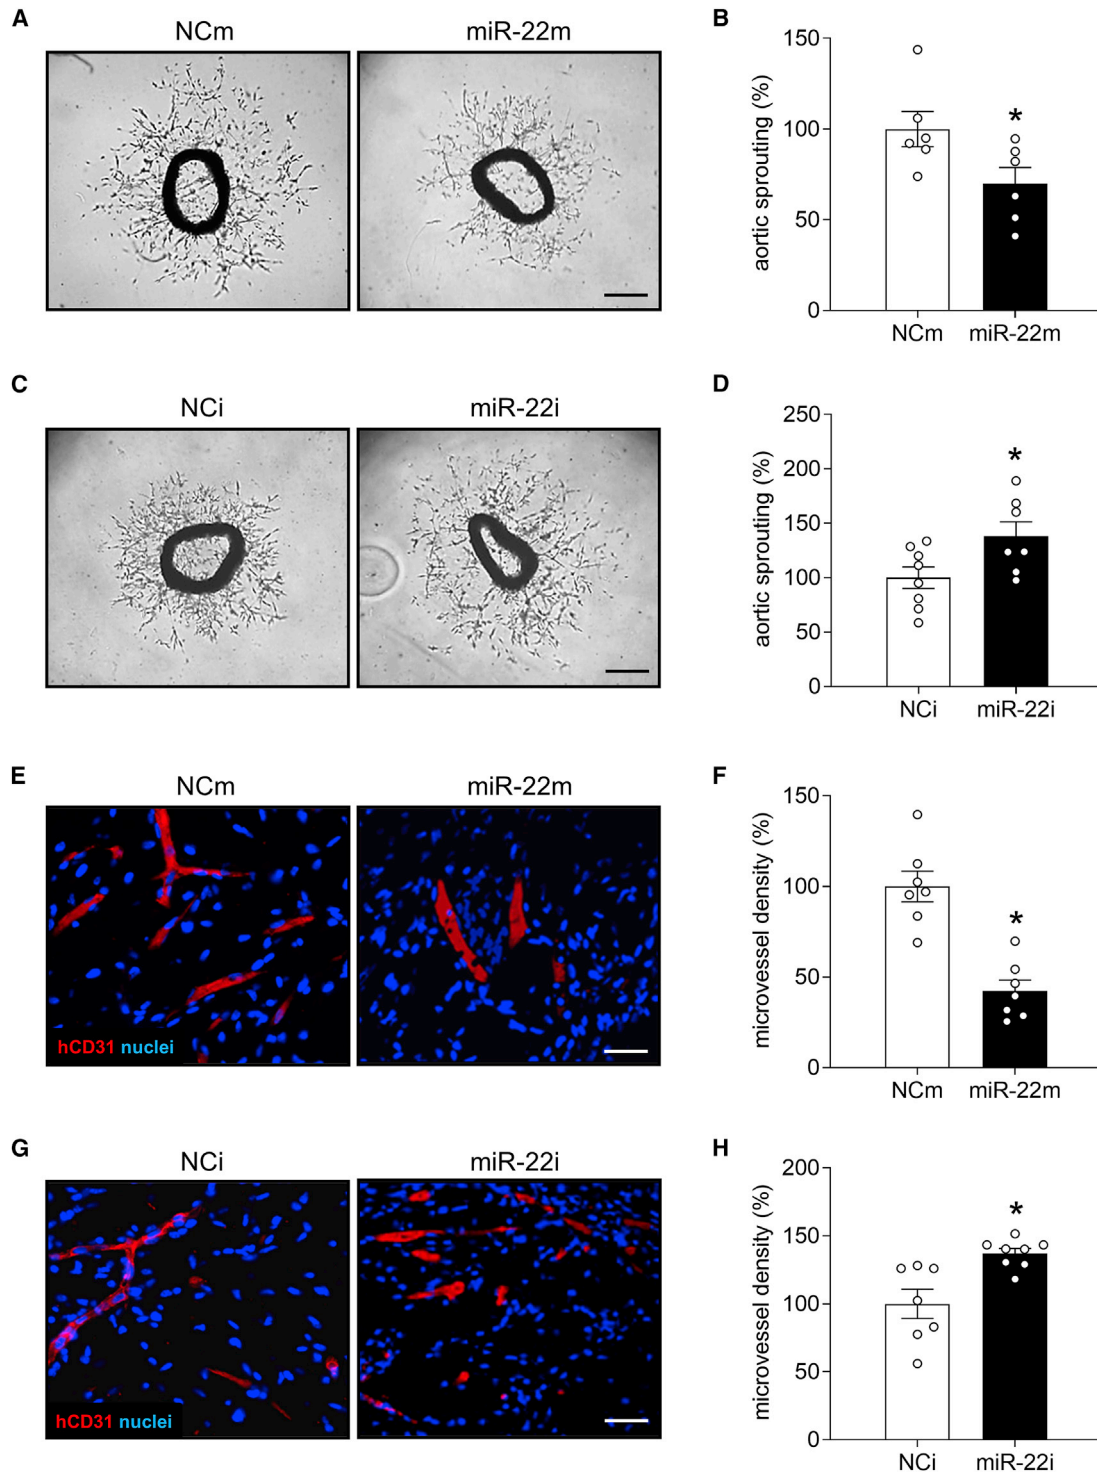 A
NCm
miR-22m
B
150
100
50
0
aortic sprouting (%)
*
NCm
miR-22m
C
NCi
miR-22i
D
250
200
150
100
50
0
aortic sprouting (%)
*
NCi
miR-22i
E
NCm
miR-22m
hCD31 nuclei
F
150
100
50
0
microvessel density (%)
*
NCm
miR-22m
G
NCi
miR-22i
hCD31 nuclei
H
200
150
100
50
0
microvessel density (%)
*
NCi
miR-22i